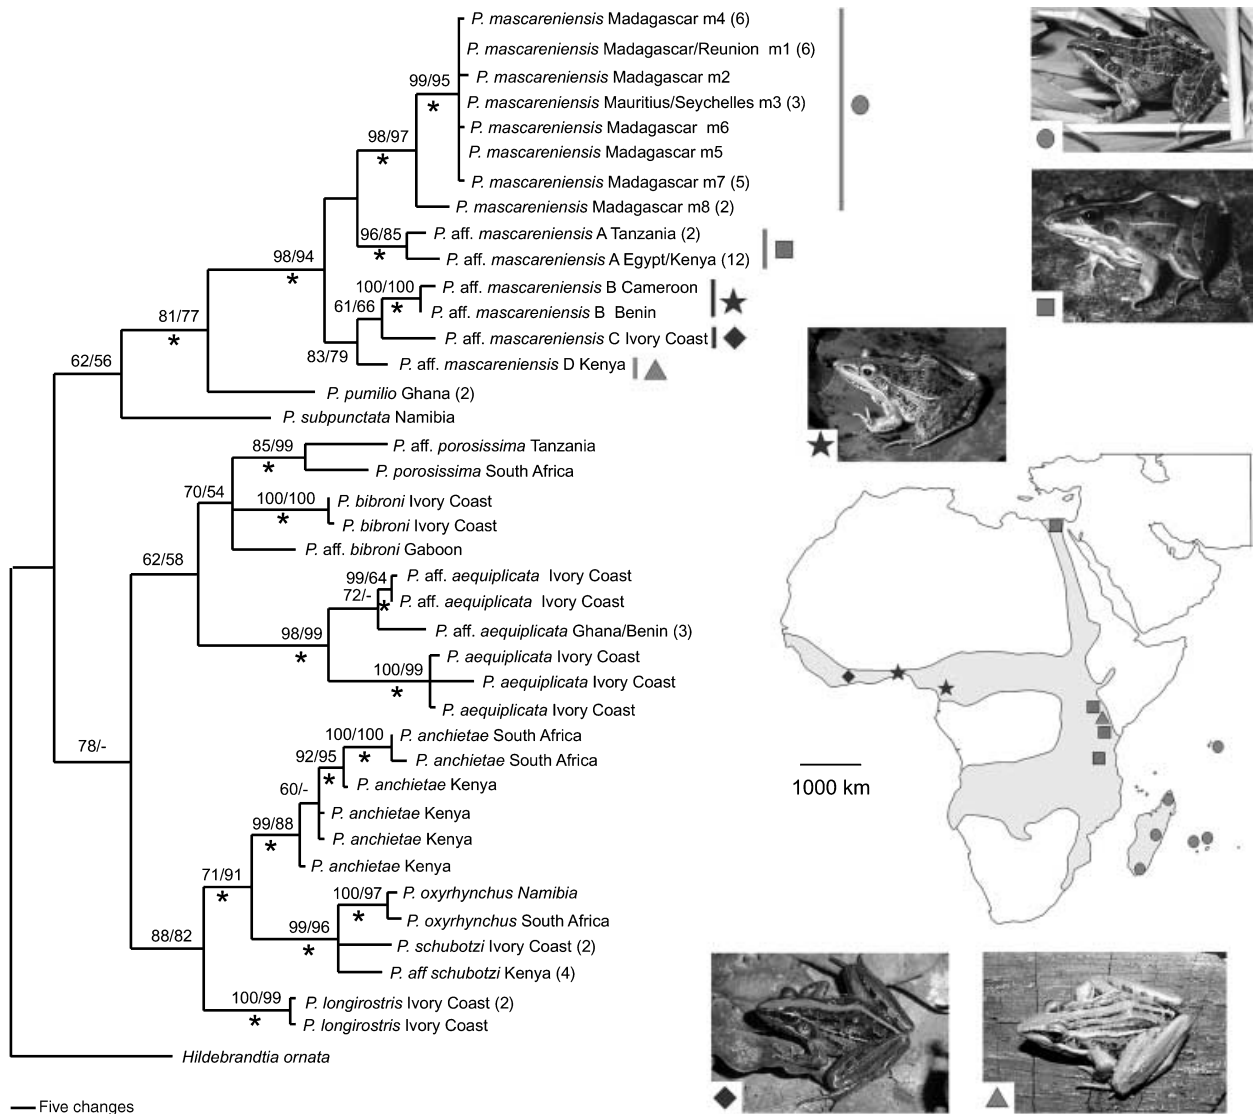 P. mascareniensis Madagascar m4 (6)
P. mascareniensis Madagascar/Reunion m1 (6)
P. mascareniensis Madagascar m2
99/95
*
P. mascareniensis Mauritius/Seychelles m3 (3)
P. mascareniensis Madagascar m6
98/97
*
P. mascareniensis Madagascar m5
P. mascareniensis Madagascar m7 (5)
P. mascareniensis Madagascar m8 (2)
P. aff. mascareniensis A Tanzania (2)
96/85
*
P. aff. mascareniensis A Egypt/Kenya (12)
98/94
*
P. aff. mascareniensis B Cameroon
100/100
*
61/66
P. aff. mascareniensis B Benin
81/77
*
P. aff. mascareniensis C Ivory Coast
83/79
62/56
P. aff. mascareniensis D Kenya
P. pumilio Ghana (2)
P. subpunctata Namibia
P. aff. porosissima Tanzania
85/99
*
P. porosissima South Africa
70/54
100/100
*
P. bibroni Ivory Coast
P. bibroni Ivory Coast
P. aff. bibroni Gaboon
62/58
99/64
P. aff. aequiplicata Ivory Coast
72/-
*
P. aff. aequiplicata Ivory Coast
98/99
*
P. aff. aequiplicata Ghana/Benin (3)
P. aequiplicata Ivory Coast
100/99
*
P. aequiplicata Ivory Coast
P. aequiplicata Ivory Coast
78/-
100/100
*
P. anchietae South Africa
92/95
*
P. anchietae South Africa
P. anchietae Kenya
60/-
P. anchietae Kenya
99/88
*
P. anchietae Kenya
P. anchietae Kenya
71/91
*
100/97
*
P. oxyrhynchus Namibia
P. oxyrhynchus South Africa
99/96
*
88/82
P. schubotzi Ivory Coast (2)
P. aff schubotzi Kenya (4)
100/99
*
P. longirostris Ivory Coast (2)
P. longirostris Ivory Coast
Hildebrandtia ornata
Five changes
1000 km